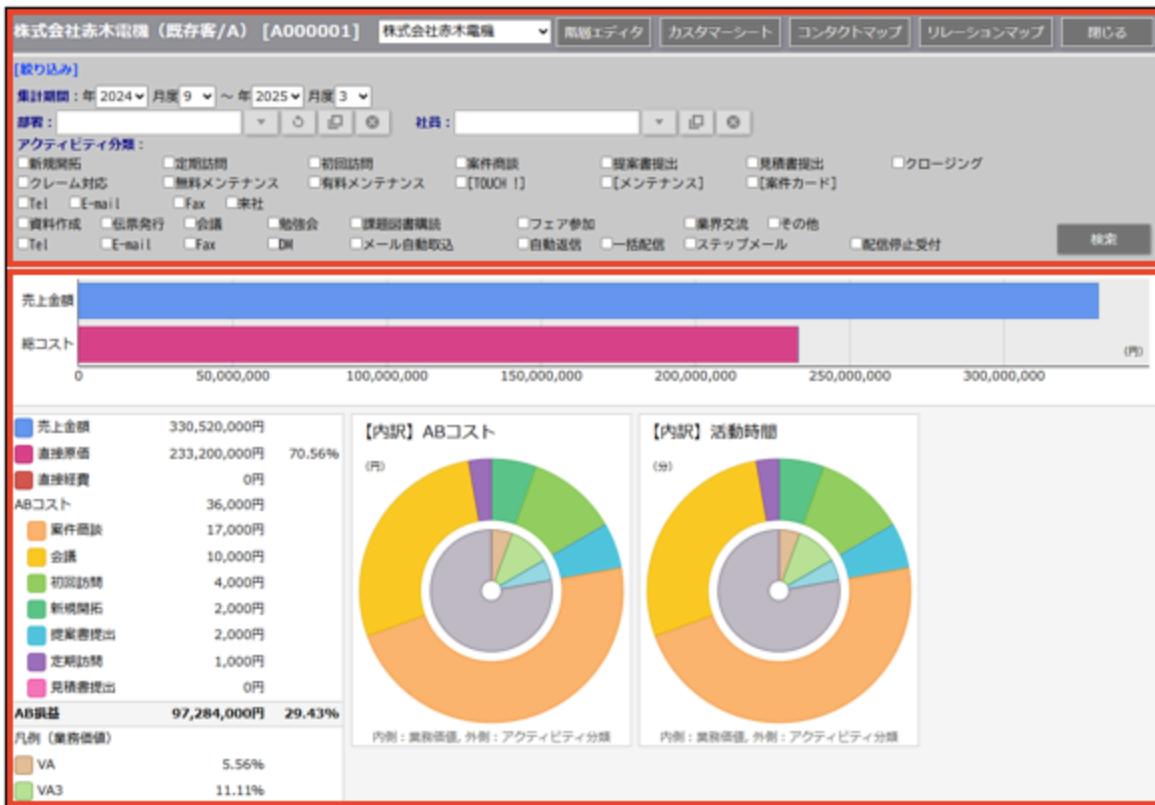 株式会社赤木電機（既存客/A） [A000001] 株式会社赤木電機 階層エディタ カスタマーシート コンタクトマップ リレーションマップ 閉じる
[絞り込み]
集計期間：年 2024 月度 9 ～ 年 2025 月度 3
部署： 社員：
アクティビティ分類：
新規開拓 定期訪問 初回訪問 案件商談 提案書提出 見積書提出 クロージング
クレーム対応 無料メンテナンス 有料メンテナンス [TOUCH !] [メンテナンス] [案件カード]
Tel E-mail Fax 来社
資料作成 伝票発行 会議 勉強会 課題図書購読 フェア参加 業界交流 その他
Tel E-mail Fax DM メール自動取込 自動返信 一括配信 ステップメール 配信停止受付 検索
売上金額
総コスト (円)
0 50,000,000 100,000,000 150,000,000 200,000,000 250,000,000 300,000,000
売上金額 330,520,000円
直接原価 233,200,000円 70.56%
直接経費 0円
ABコスト 36,000円
案件商談 17,000円
会議 10,000円
初回訪問 4,000円
新規開拓 2,000円
提案書提出 2,000円
定期訪問 1,000円
見積書提出 0円
AB損益 97,284,000円 29.43%
凡例（業務価値）
VA 5.56%
VA3 11.11%
【内訳】ABコスト
(円)
内側：業務価値, 外側：アクティビティ分類
【内訳】活動時間
(分)
内側：業務価値, 外側：アクティビティ分類